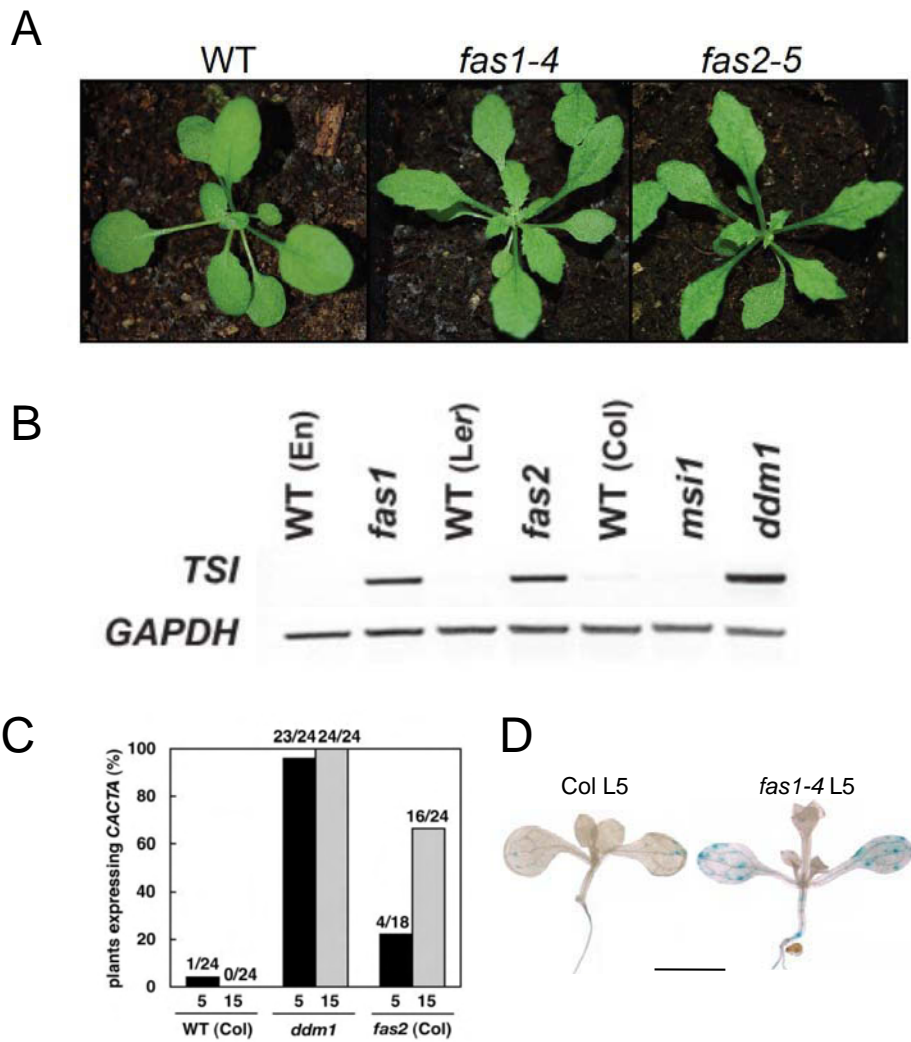 A
WT fas1-4 fas2-5
B
WT (En) fas1 WT (Ler) fas2 WT (Col) msi1 ddm1
TSI
GAPDH
C
plants expressing CACTA (%)
100
80
60
40
20
0
23/24 24/24
16/24
4/18
1/24
0/24
5 15 5 15 5 15
WT (Col) ddm1 fas2 (Col)
D
Col L5 fas1-4 L5